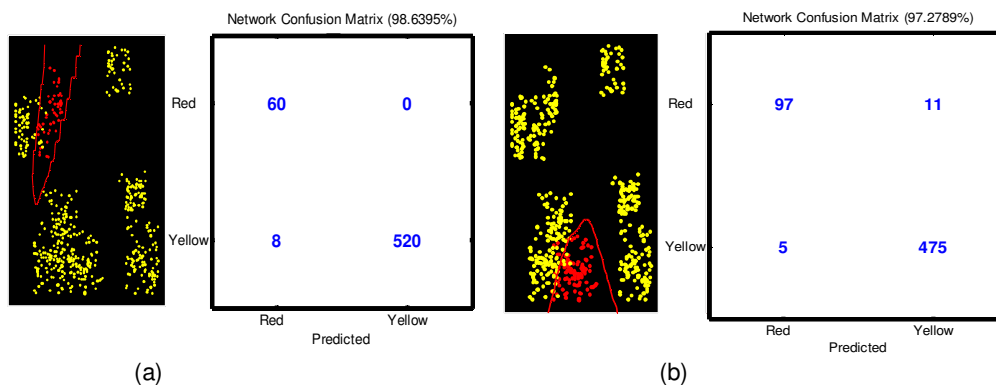 Network Confusion Matrix (98.6395%)
Red 60 0
Yellow 8 520
Red Yellow
Predicted
(a)
Network Confusion Matrix (97.2789%)
Red 97 11
Yellow 5 475
Red Yellow
Predicted
(b)